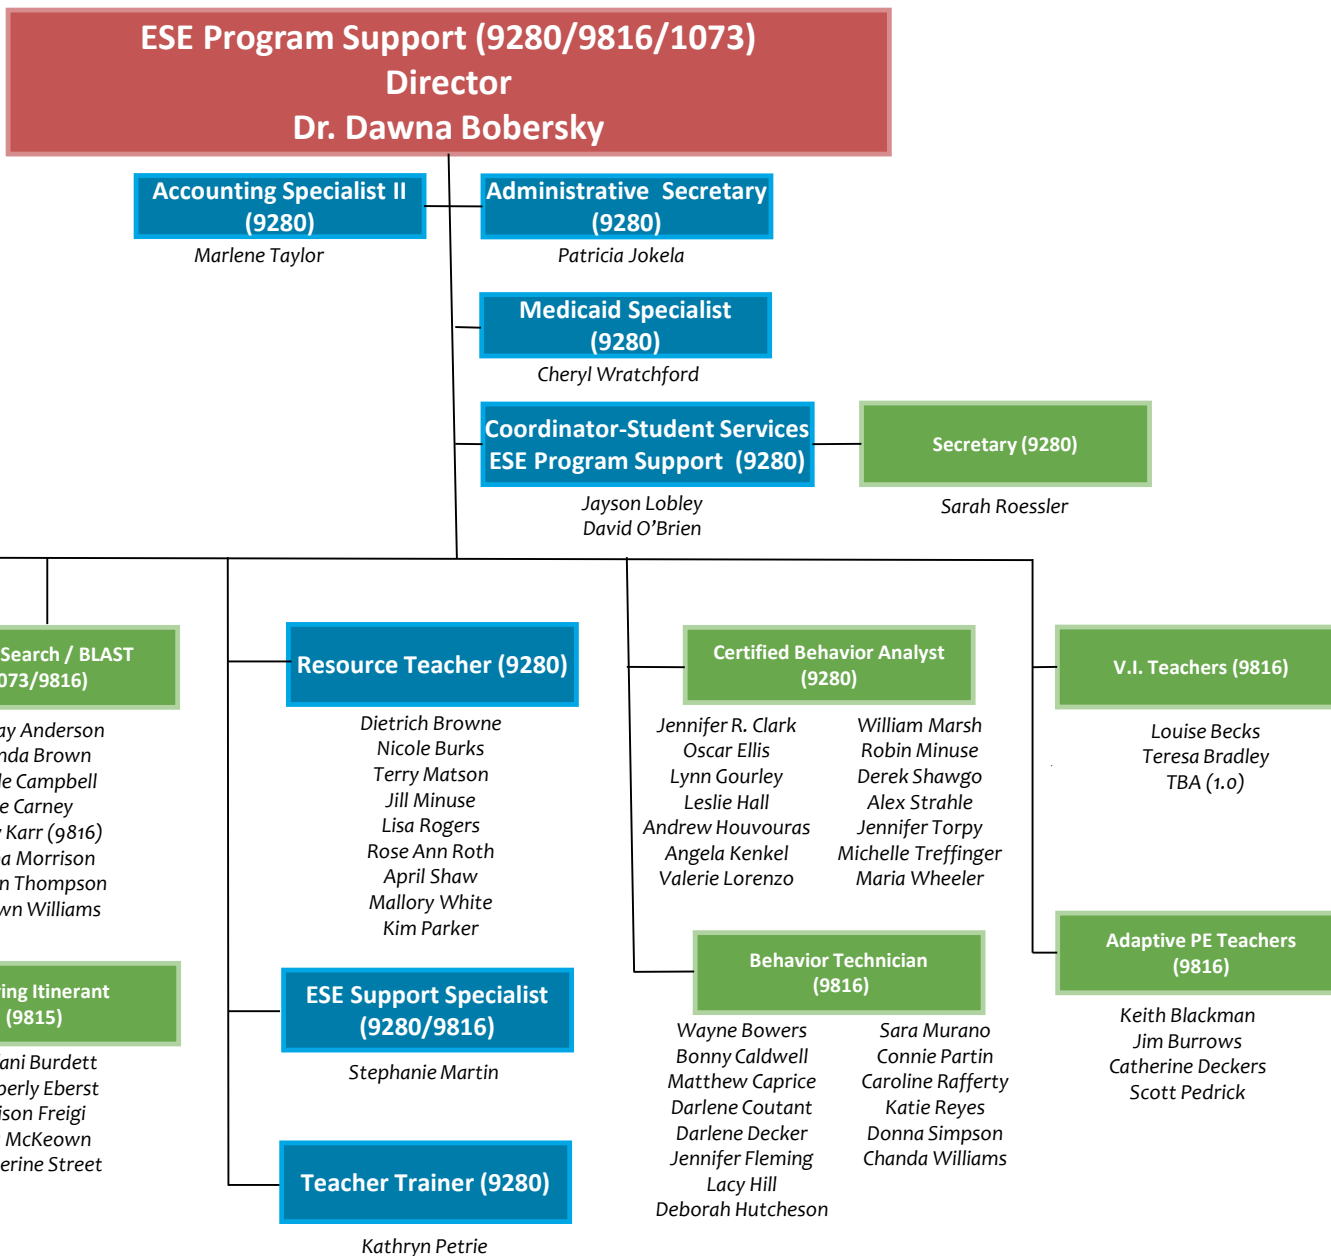 ESE Program Support (9280/9816/1073)
Director
Dr. Dawna Bobersky
Accounting Specialist II
(9280)
Marlene Taylor
Administrative Secretary
(9280)
Patricia Jokela
Medicaid Specialist
(9280)
Cheryl Wratchford
Coordinator-Student Services
ESE Program Support (9280)
Jayson Lobley
David O'Brien
Secretary (9280)
Sarah Roessler
Search / BLAST
073/9816)
Anderson
Brown
Campbell
Carney
Karr (9816)
Morrison
Thompson
Williams
Itinerant
(9815)
Burdett
Eberst
Freigi
McKeown
Street
Resource Teacher (9280)
Dietrich Browne
Nicole Burks
Terry Matson
Jill Minuse
Lisa Rogers
Rose Ann Roth
April Shaw
Mallory White
Kim Parker
ESE Support Specialist
(9280/9816)
Stephanie Martin
Teacher Trainer (9280)
Kathryn Petrie
Certified Behavior Analyst
(9280)
Jennifer R. Clark
Oscar Ellis
Lynn Gourley
Leslie Hall
Andrew Houvouras
Angela Kenkel
Valerie Lorenzo
William Marsh
Robin Minuse
Derek Shawgo
Alex Strahle
Jennifer Torpy
Michelle Treffinger
Maria Wheeler
Behavior Technician
(9816)
Wayne Bowers
Bonny Caldwell
Matthew Caprice
Darlene Coutant
Darlene Decker
Jennifer Fleming
Lacy Hill
Deborah Hutcheson
Sara Murano
Connie Partin
Caroline Rafferty
Katie Reyes
Donna Simpson
Chanda Williams
V.I. Teachers (9816)
Louise Becks
Teresa Bradley
TBA (1.0)
Adaptive PE Teachers
(9816)
Keith Blackman
Jim Burrows
Catherine Deckers
Scott Pedrick